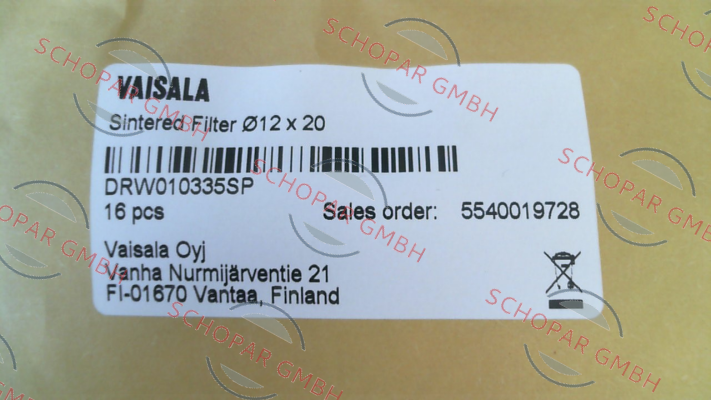 VAISALA
Sintered Filter Ø12 x 20
DRW010335SP
16 pcs
Sales order: 5540019728
Vaisala Oyj
Vanha Nurmijärventie 21
FI-01670 Vantaa, Finland
SCHOPAR GMBH
SCHOPAR GMBH
SCHOPAR GMBH
SCHOPAR GMBH
SCHOPAR GMBH
SCHOPAR GMBH
SCHOPAR GMBH